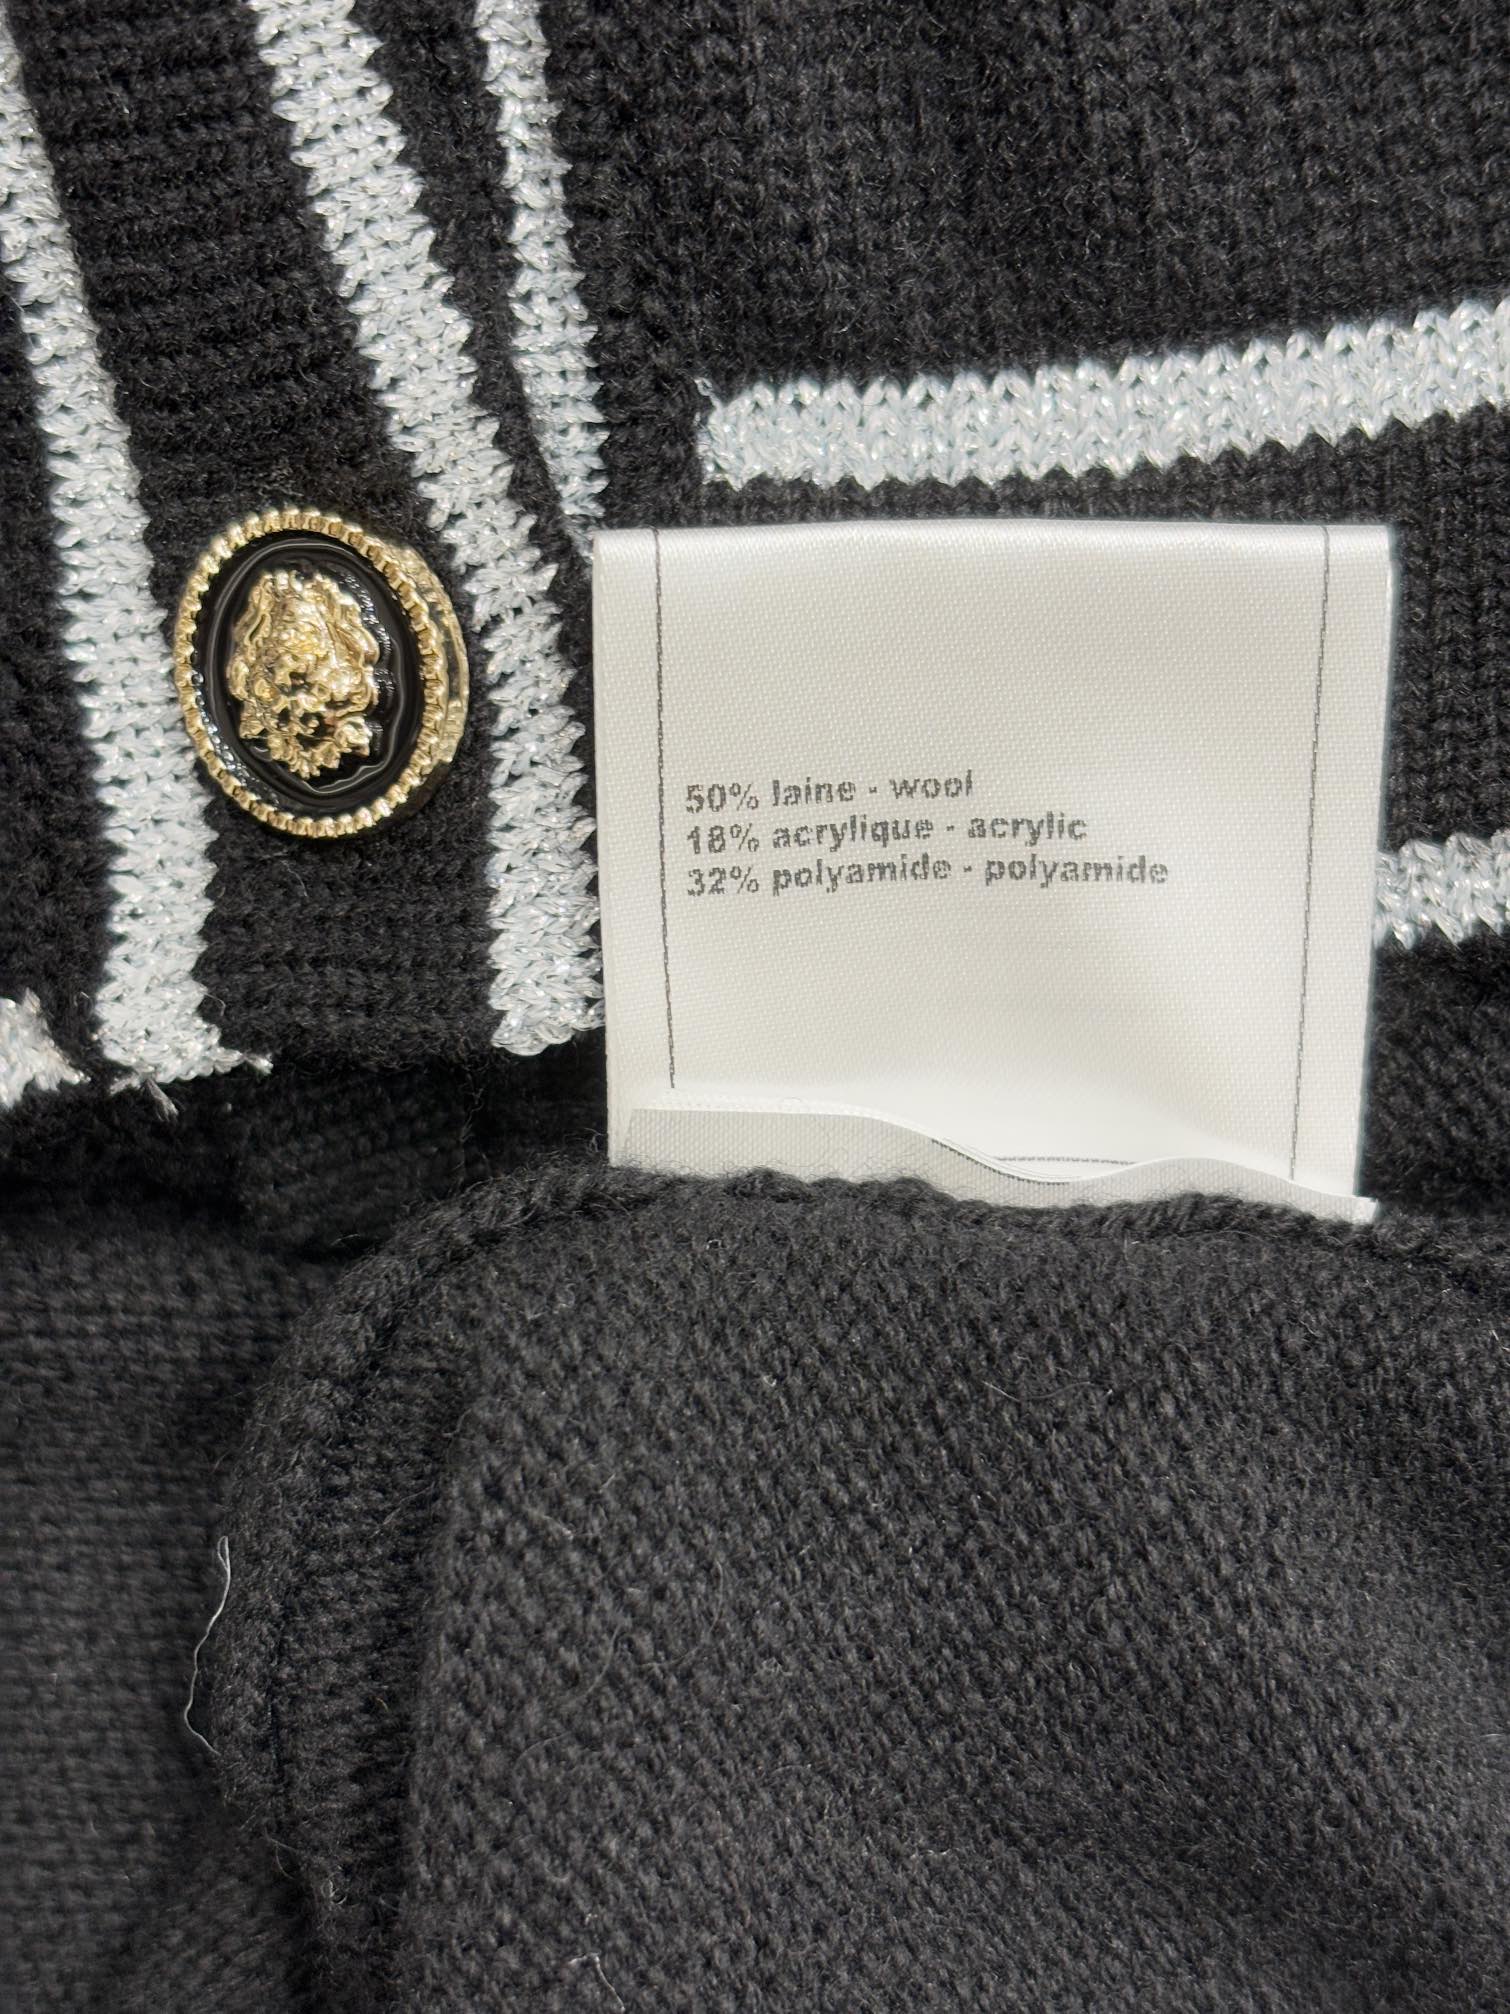 50% laine - wool
18% acrylique - acrylic
32% polyamide - polyamide